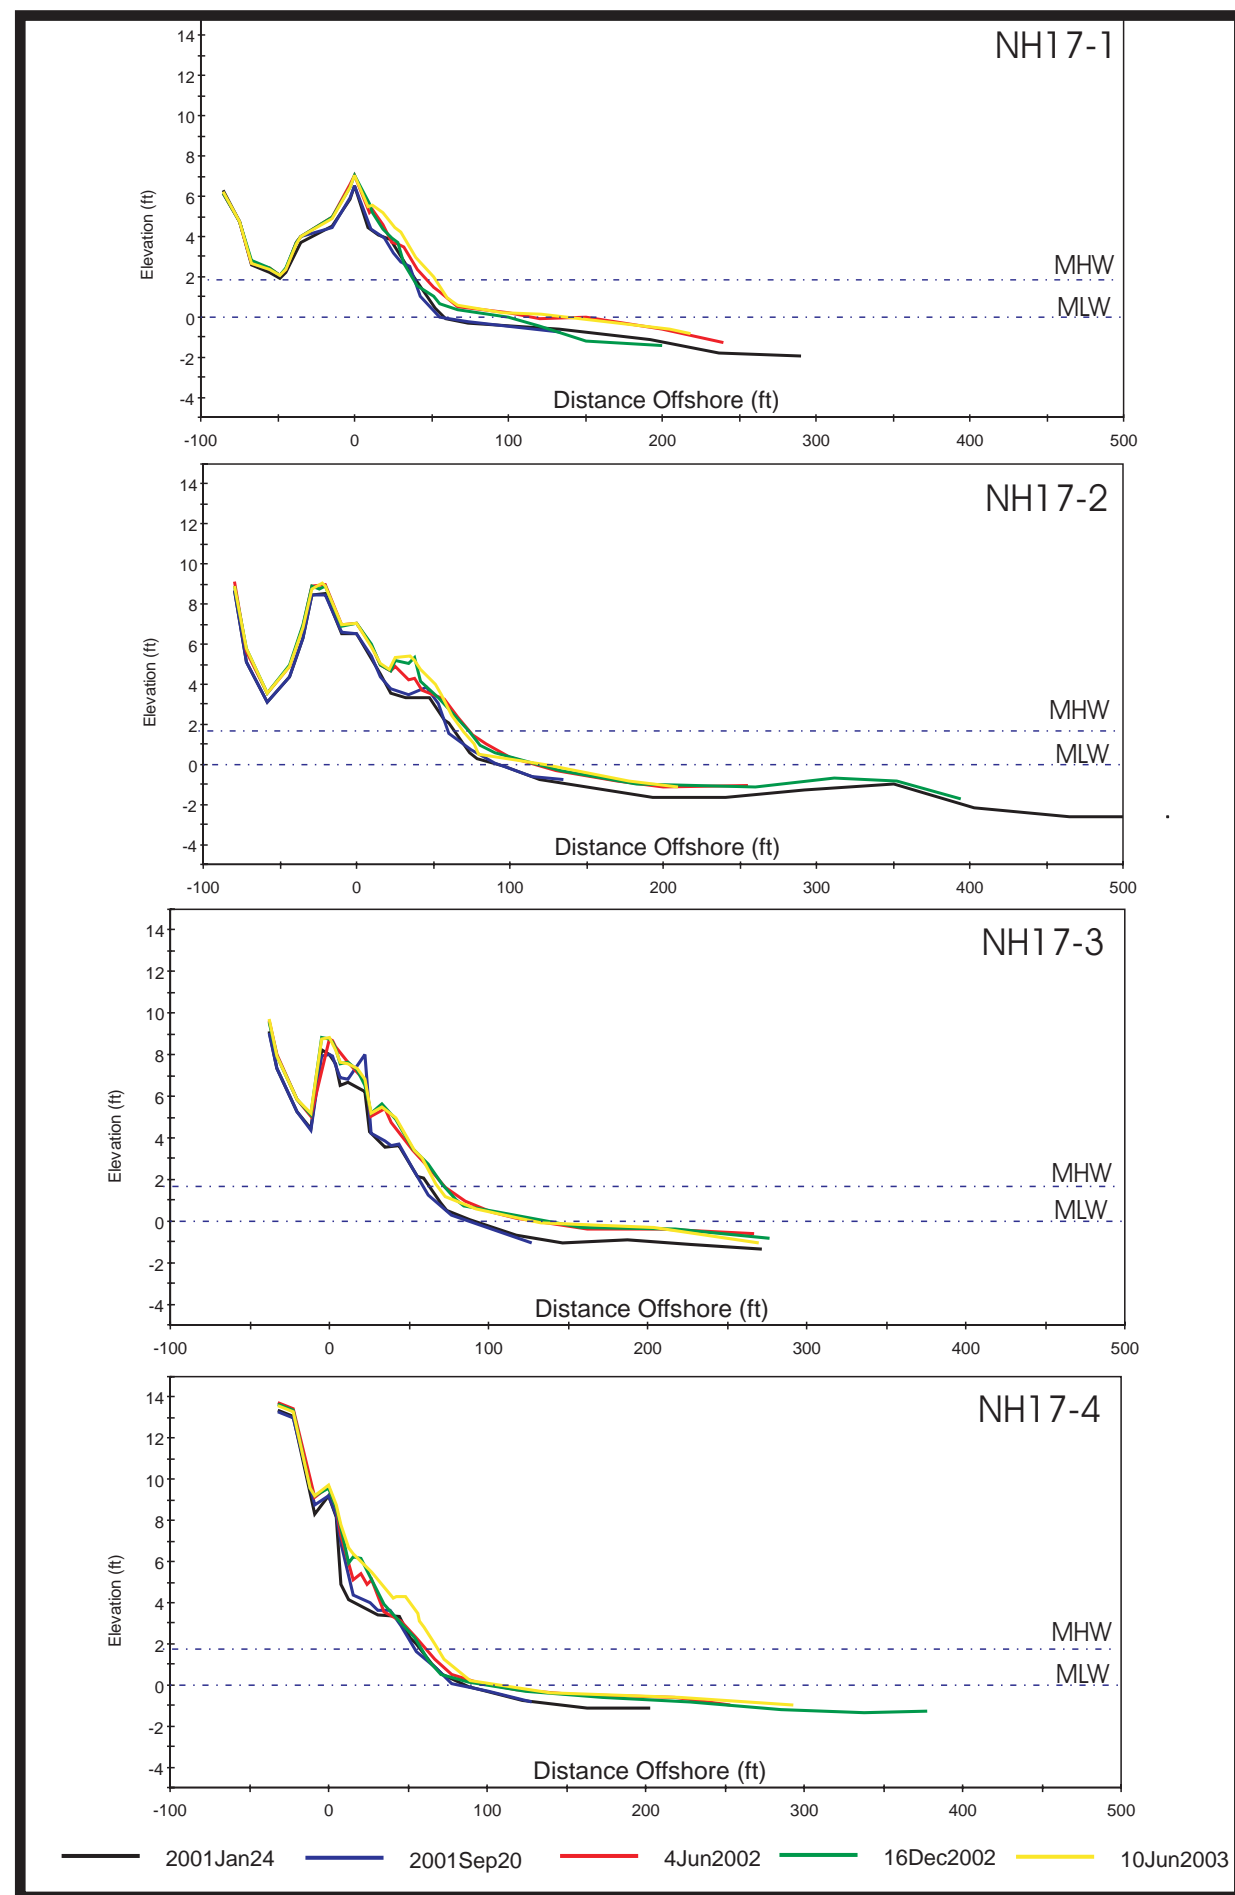 NH17-1
14
12
10
8
6
4
2
0
-2
-4
Elevation (ft)
MHW
MLW
Distance Offshore (ft)
-100 0 100 200 300 400 500
NH17-2
14
12
10
8
6
4
2
0
-2
-4
Elevation (ft)
MHW
MLW
Distance Offshore (ft)
-100 0 100 200 300 400 500
NH17-3
14
12
10
8
6
4
2
0
-2
-4
Elevation (ft)
MHW
MLW
Distance Offshore (ft)
-100 0 100 200 300 400 500
NH17-4
14
12
10
8
6
4
2
0
-2
-4
Elevation (ft)
MHW
MLW
Distance Offshore (ft)
-100 0 100 200 300 400 500
2001Jan24 2001Sep20 4Jun2002 16Dec2002 10Jun2003